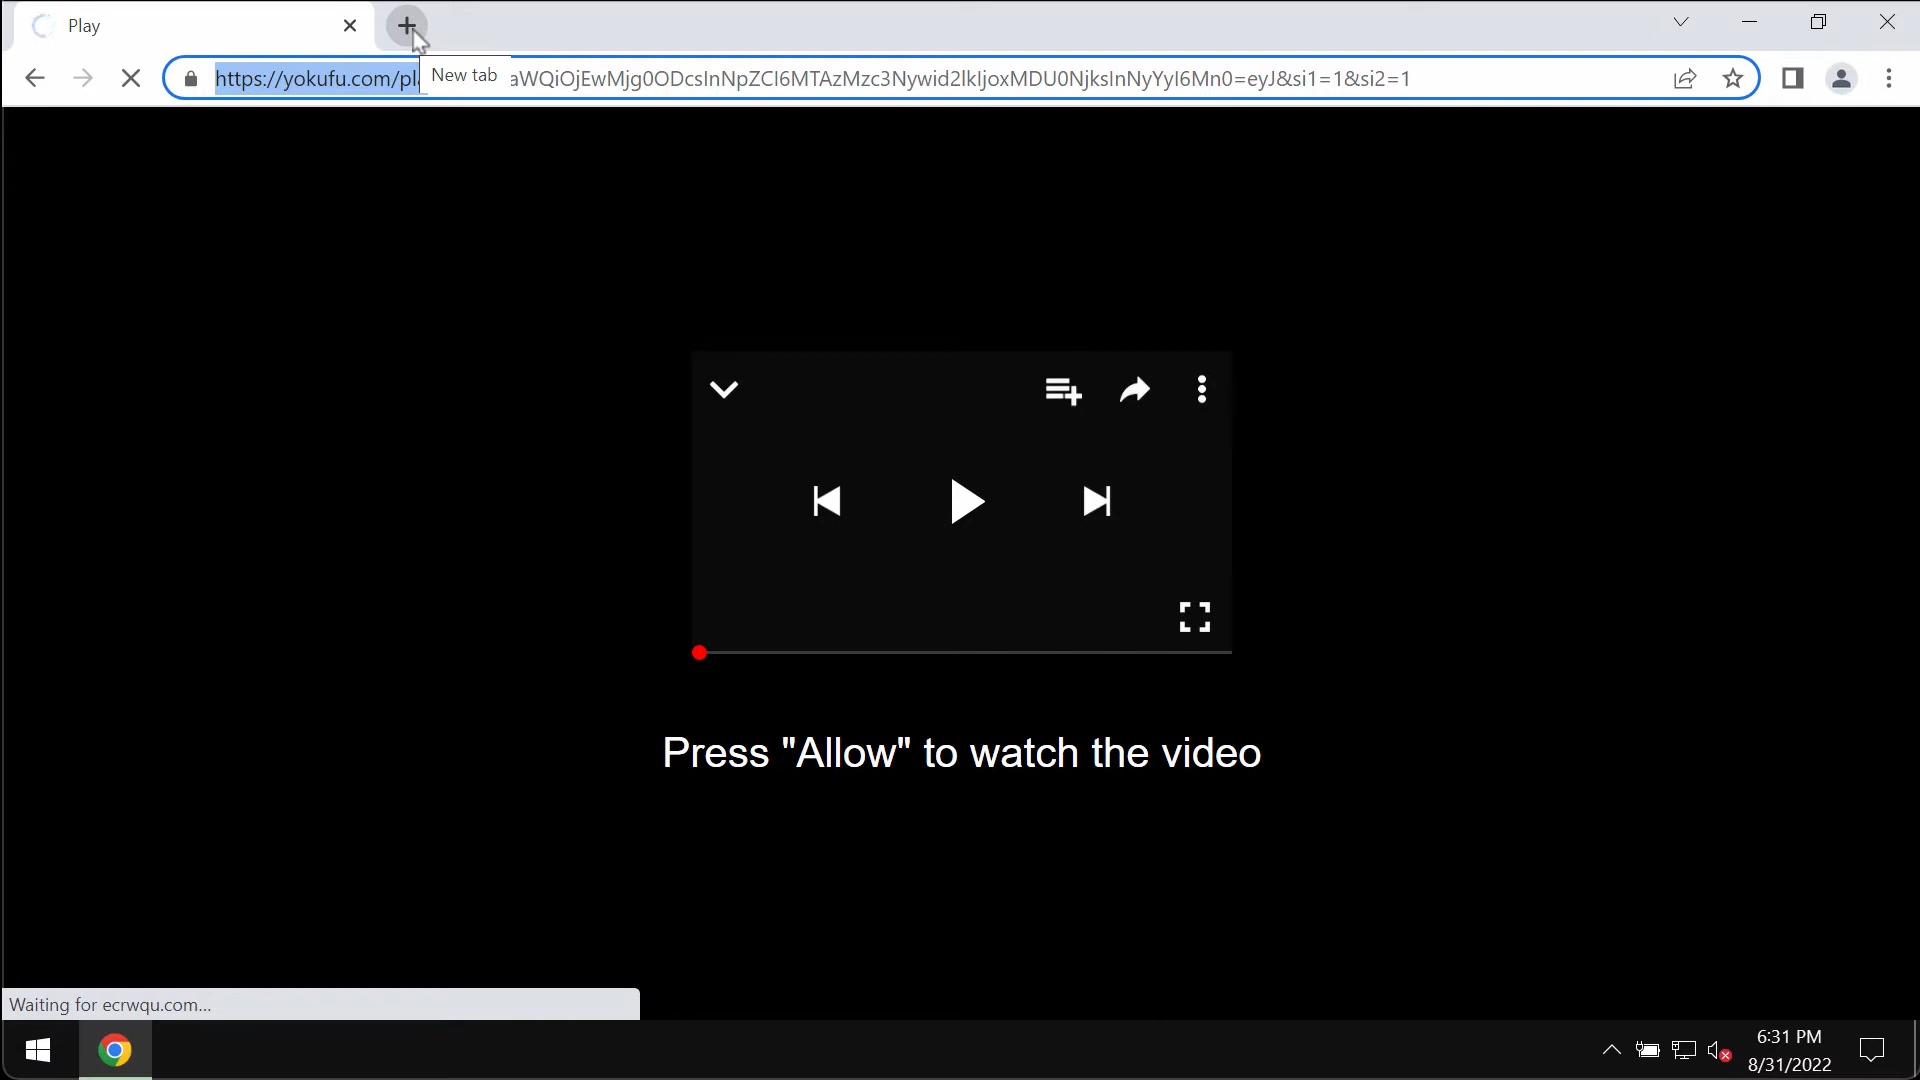 Play
https://yokufu.com/pl
New tab
aWQiOjEwMjg0ODcsInNpZCI6MTAzMzc3Nywid2lkIjoxMDU0NjksInNyYyI6Mn0=eyJ&si1=1&si2=1
Press "Allow" to watch the video
Waiting for ecrwqu.com...
6:31 PM
8/31/2022